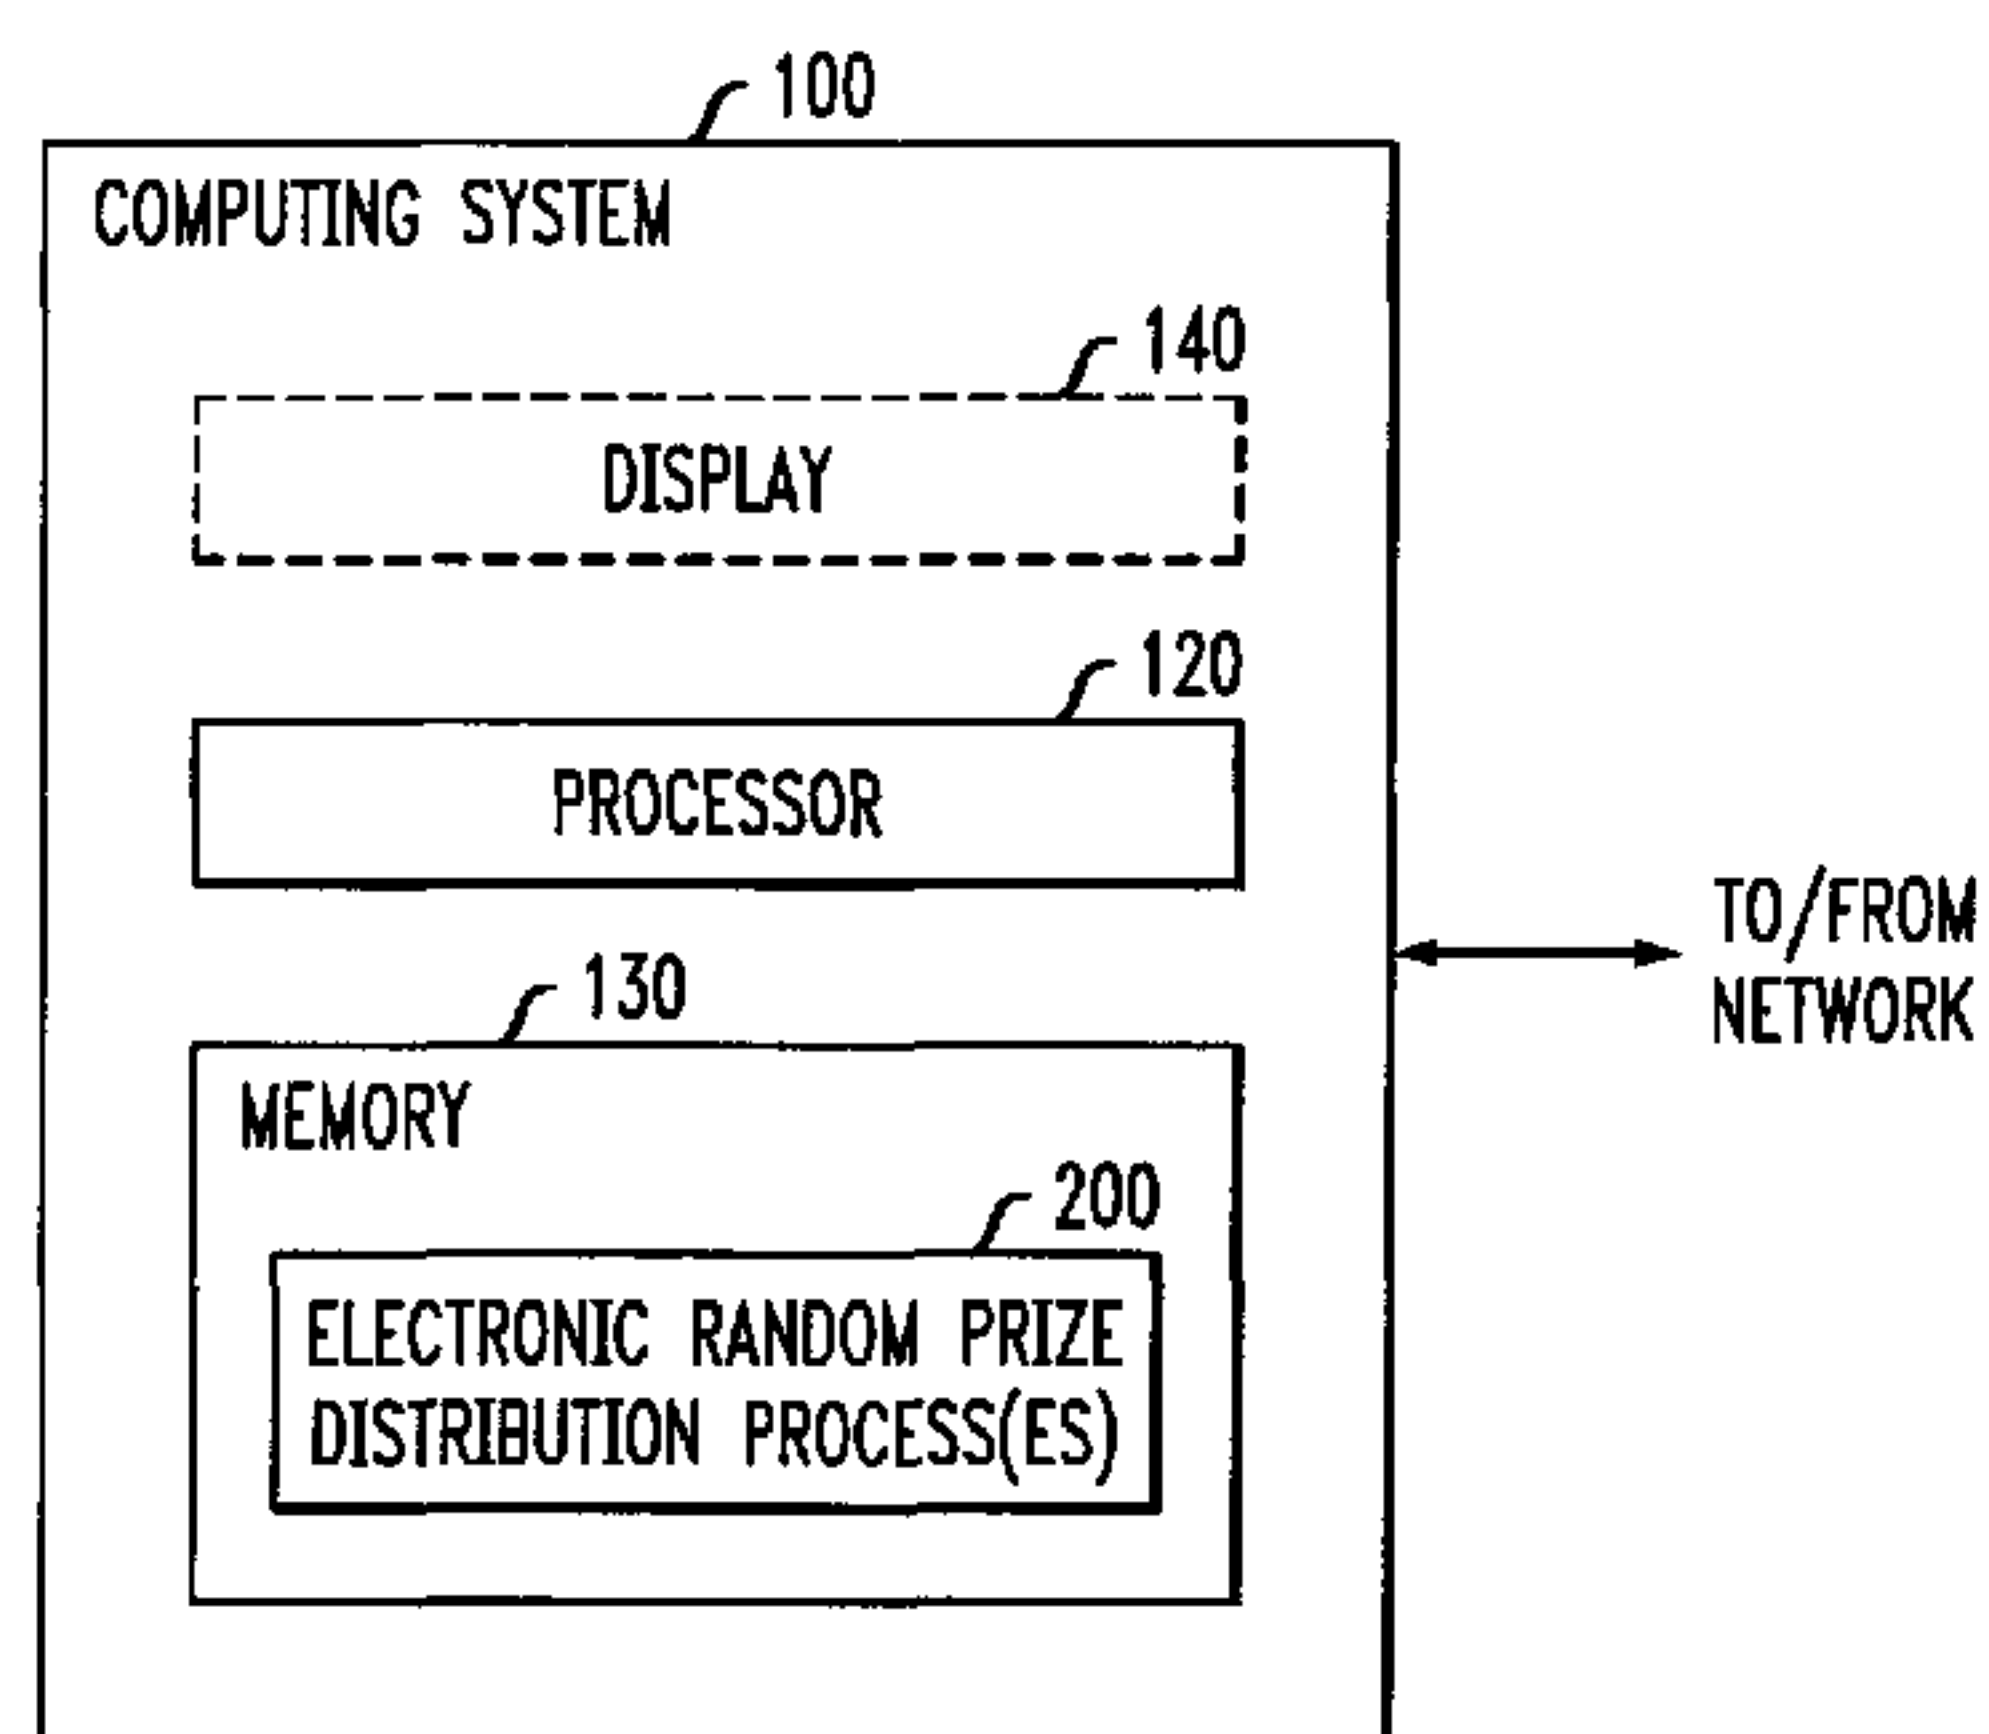 100
COMPUTING SYSTEM
140
DISPLAY
120
PROCESSOR
TO/FROM
NETWORK
130
MEMORY
200
ELECTRONIC RANDOM PRIZE
DISTRIBUTION PROCESS(ES)